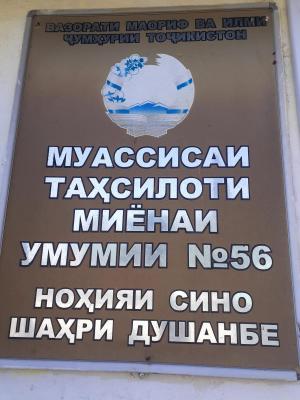 ВАЗОРАТИ МАОРИФ ВА ИЛМИ
ҶУМҲУРИИ ТОҶИКИСТОН
МУАССИСАИ
ТАҲСИЛОТИ
МИЁНАИ
УМУМИИ №56
НОҲИЯИ СИНО
ШАҲРИ ДУШАНБЕ